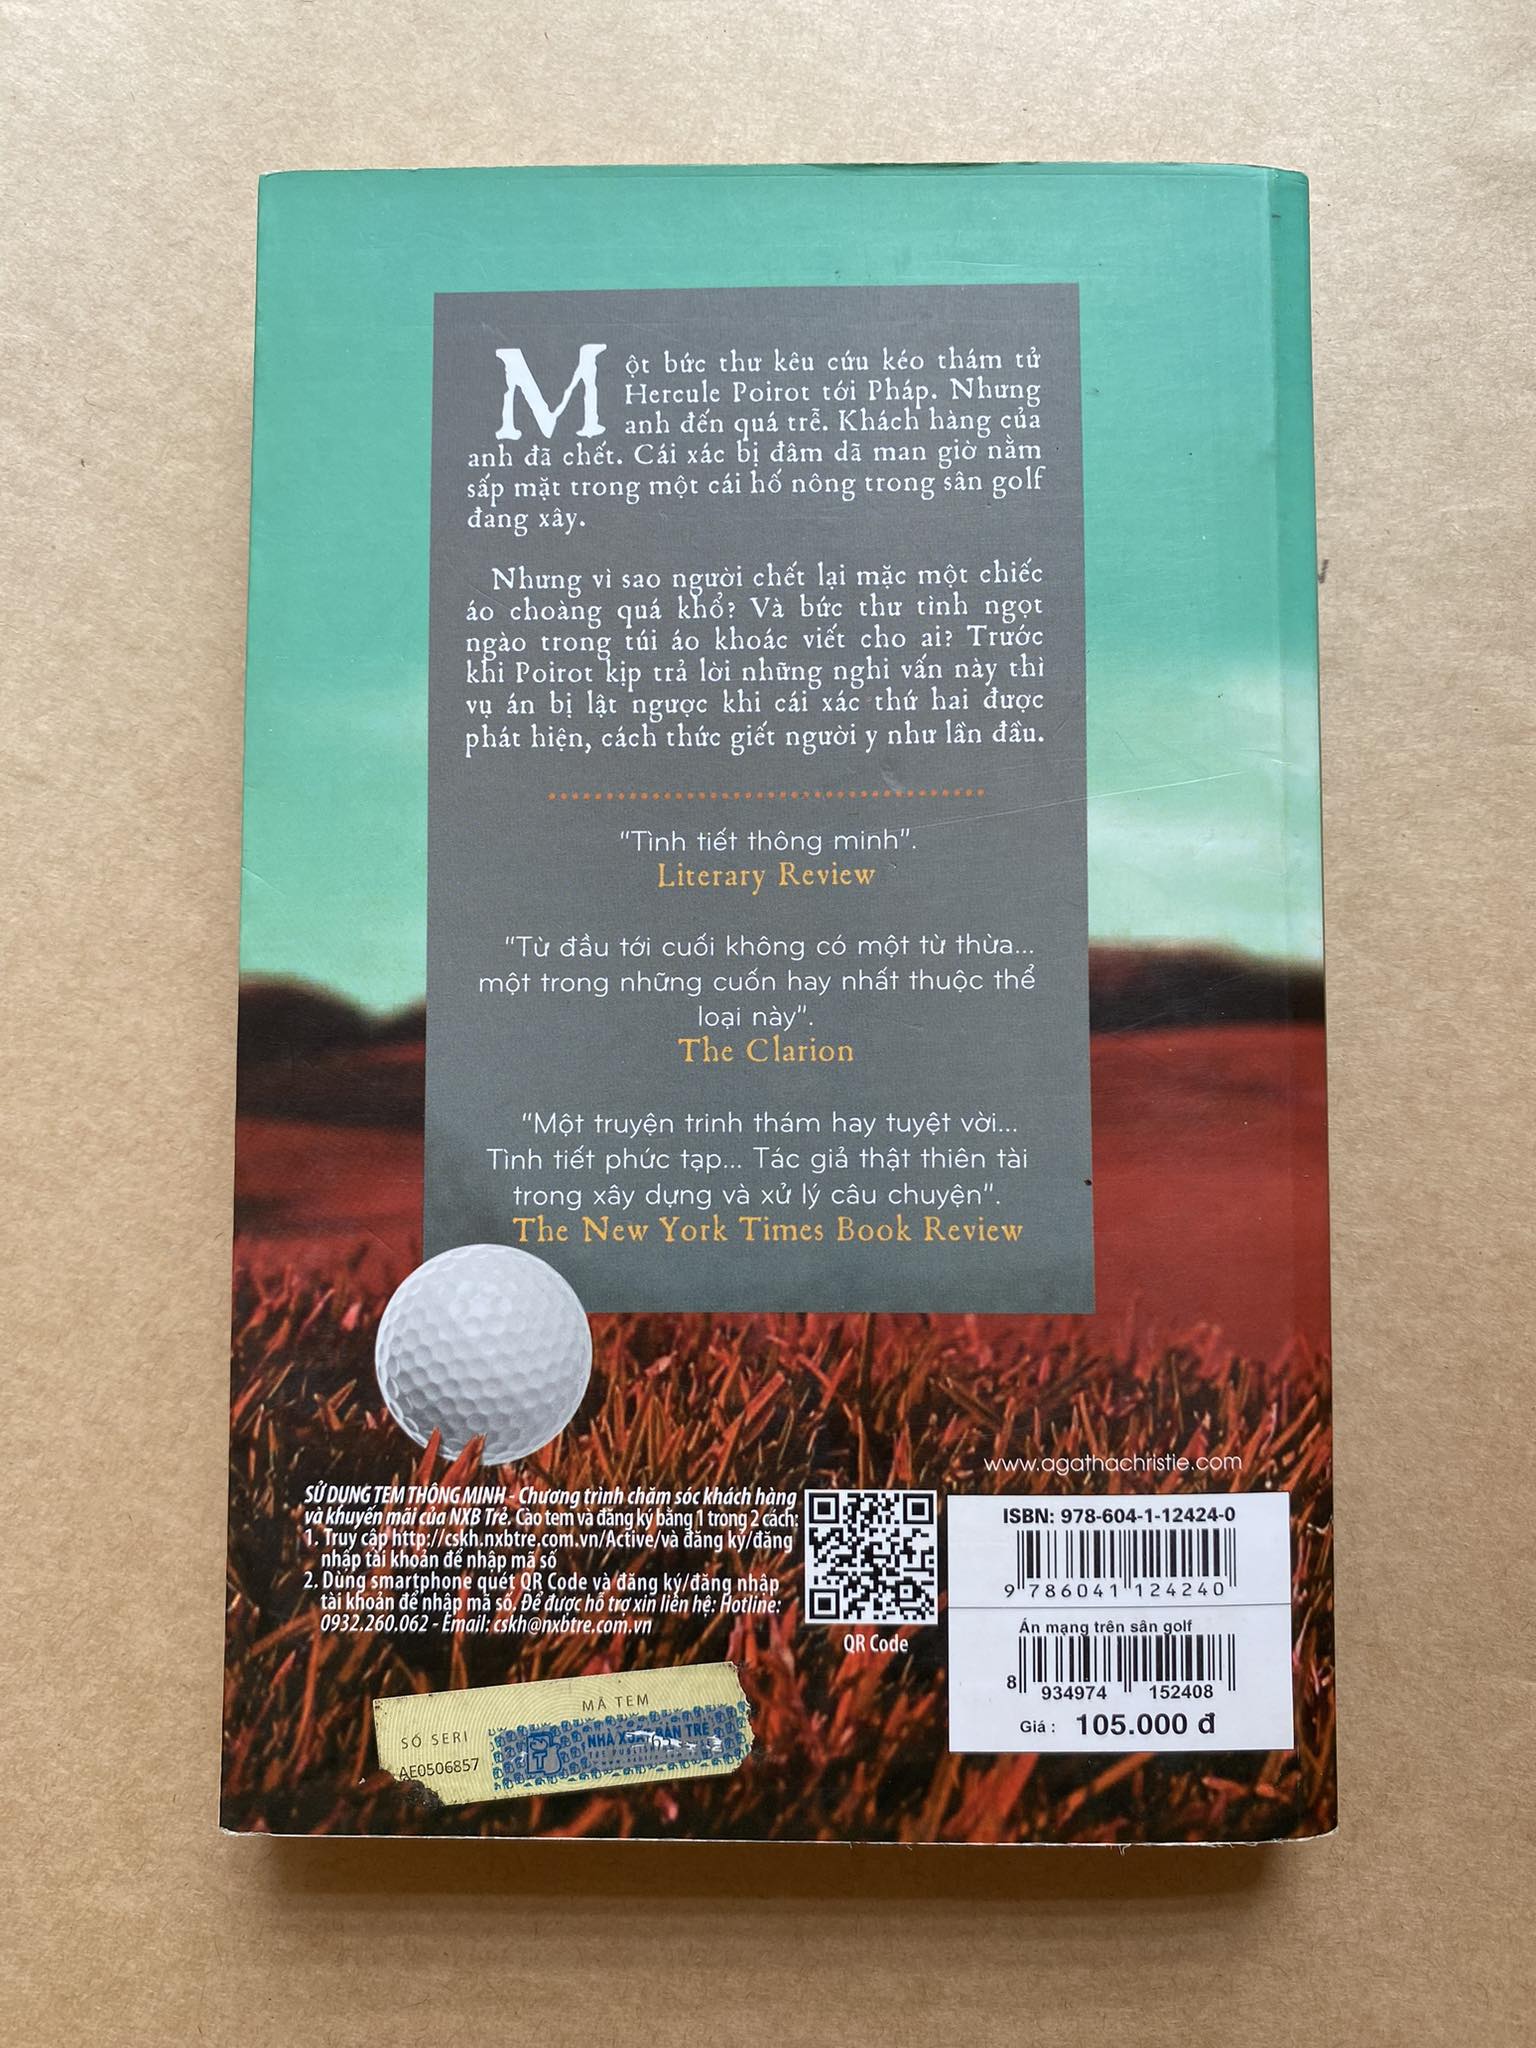 Một bức thư kêu cứu kéo thám tử
Hercule Poirot tới Pháp. Nhưng
anh đến quá trễ. Khách hàng của
anh đã chết. Cái xác bị đâm dã man giờ nằm
sấp mặt trong một cái hố nông trong sân golf
đang xây.
Nhưng vì sao người chết lại mặc một chiếc
áo choàng quá khổ? Và bức thư tình ngọt
ngào trong túi áo khoác viết cho ai? Trước
khi Poirot kịp trả lời những nghi vấn này thì
vụ án bị lật ngược khi cái xác thứ hai được
phát hiện, cách thức giết người y như lần đầu.
"Tình tiết thông minh".
Literary Review
"Từ đầu tới cuối không có một từ thừa...
một trong những cuốn hay nhất thuộc thể
loại này".
The Clarion
"Một truyện trinh thám hay tuyệt vời...
Tình tiết phức tạp... Tác giả thật thiên tài
trong xây dựng và xử lý câu chuyện".
The New York Times Book Review
www.agathachristie.com
SỬ DỤNG TEM THÔNG MINH - Chương trình chăm sóc khách hàng
và khuyến mãi của NXB Trẻ. Cào tem và đăng ký bằng 1 trong 2 cách:
1. Truy cập http://cskh.nxbtre.com.vn/Active/và đăng ký/đăng
nhập tài khoản để nhập mã số
2. Dùng smartphone quét QR Code và đăng ký/đăng nhập
tài khoản để nhập mã số. Để được hỗ trợ xin liên hệ: Hotline:
0932.260.062 - Email: cskh@nxbtre.com.vn
QR Code
ISBN: 978-604-1-12424-0
9 786041 124240
Án mạng trên sân golf
8 934974 152408
Giá : 105.000 đ
MÃ TEM
SỐ SERI
AE0506857
NHÀ XUẤT BẢN TRẺ